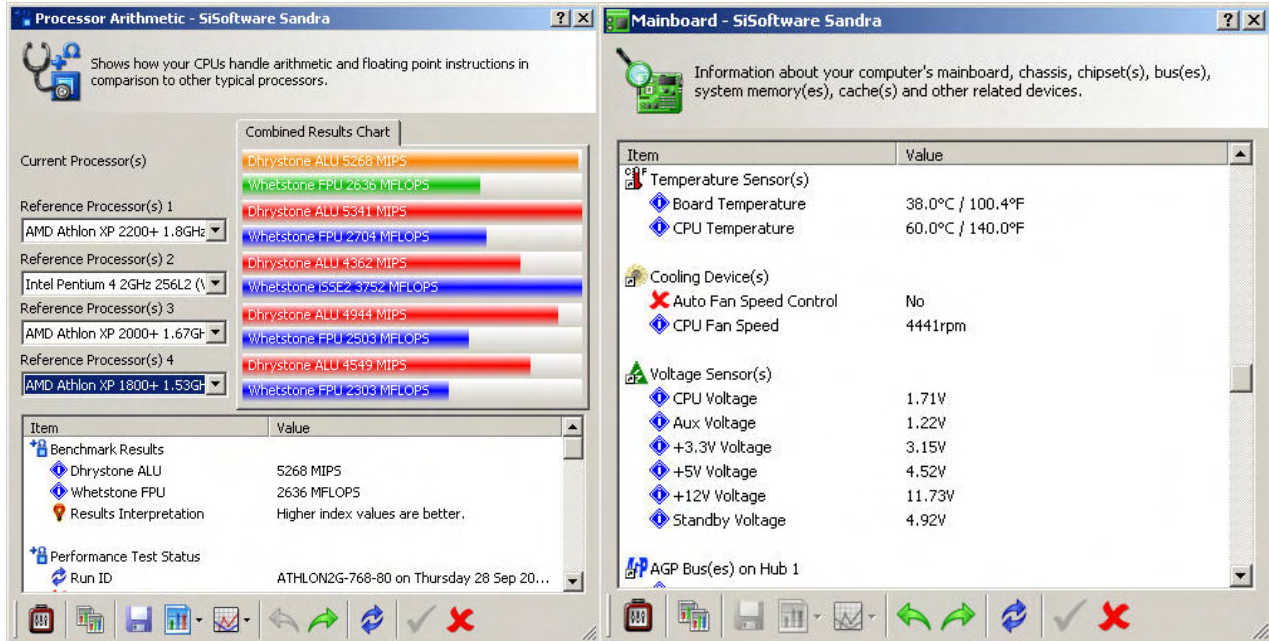 Processor Arithmetic - SiSoftware Sandra
Shows how your CPUs handle arithmetic and floating point instructions in
comparison to other typical processors.
Combined Results Chart
Current Processor(s)
Dhrystone ALU 5268 MIPS
Whetstone FPU 2636 MFLOPS
Reference Processor(s) 1
AMD Athlon XP 2200+ 1.8GHz
Dhrystone ALU 5341 MIPS
Whetstone FPU 2704 MFLOPS
Reference Processor(s) 2
Intel Pentium 4 2GHz 256L2 (
Dhrystone ALU 4362 MIPS
Whetstone iSSE2 3752 MFLOPS
Reference Processor(s) 3
AMD Athlon XP 2000+ 1.67GH
Dhrystone ALU 4944 MIPS
Whetstone FPU 2503 MFLOPS
Reference Processor(s) 4
AMD Athlon XP 1800+ 1.53GH
Dhrystone ALU 4549 MIPS
Whetstone FPU 2303 MFLOPS
Item Value
Benchmark Results
Dhrystone ALU 5268 MIPS
Whetstone FPU 2636 MFLOPS
Results Interpretation Higher index values are better.
Performance Test Status
Run ID ATHLON2G-768-80 on Thursday 28 Sep 20...
Mainboard - SiSoftware Sandra
Information about your computer's mainboard, chassis, chipset(s), bus(es),
system memory(es), cache(s) and other related devices.
Item Value
Temperature Sensor(s)
Board Temperature 38.0°C / 100.4°F
CPU Temperature 60.0°C / 140.0°F
Cooling Device(s)
Auto Fan Speed Control No
CPU Fan Speed 4441rpm
Voltage Sensor(s)
CPU Voltage 1.71V
Aux Voltage 1.22V
+3.3V Voltage 3.15V
+5V Voltage 4.52V
+12V Voltage 11.73V
Standby Voltage 4.92V
AGP Bus(es) on Hub 1